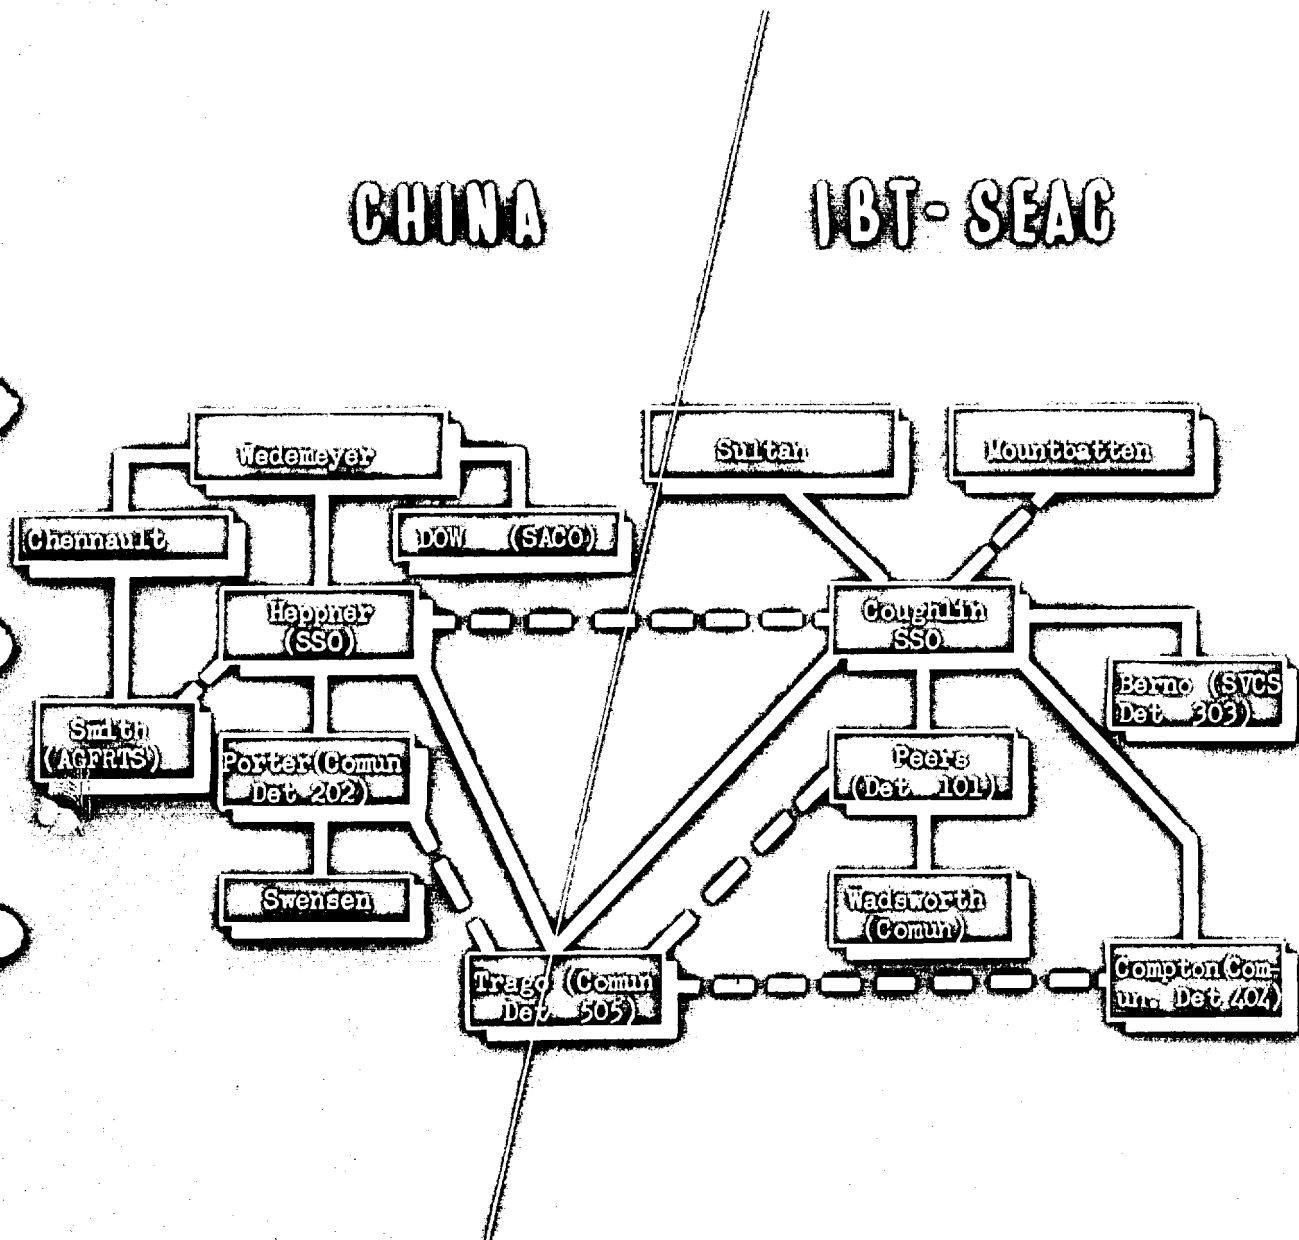 CHINA
IBT-SEAC
Wedemeyer
Sultan
Mountbatten
Chennault
DOW (SACO)
Heppner
(SSO)
Coughlin
SSO
Berno (SVCS
Det 303)
Smith
(AGFRTS)
Porter(Comun
Det 202)
Peers
(Det 101)
Swensen
Wadsworth
(Comun)
Trago (Comun
Det 505)
Compton(Com-
un. Det 404)